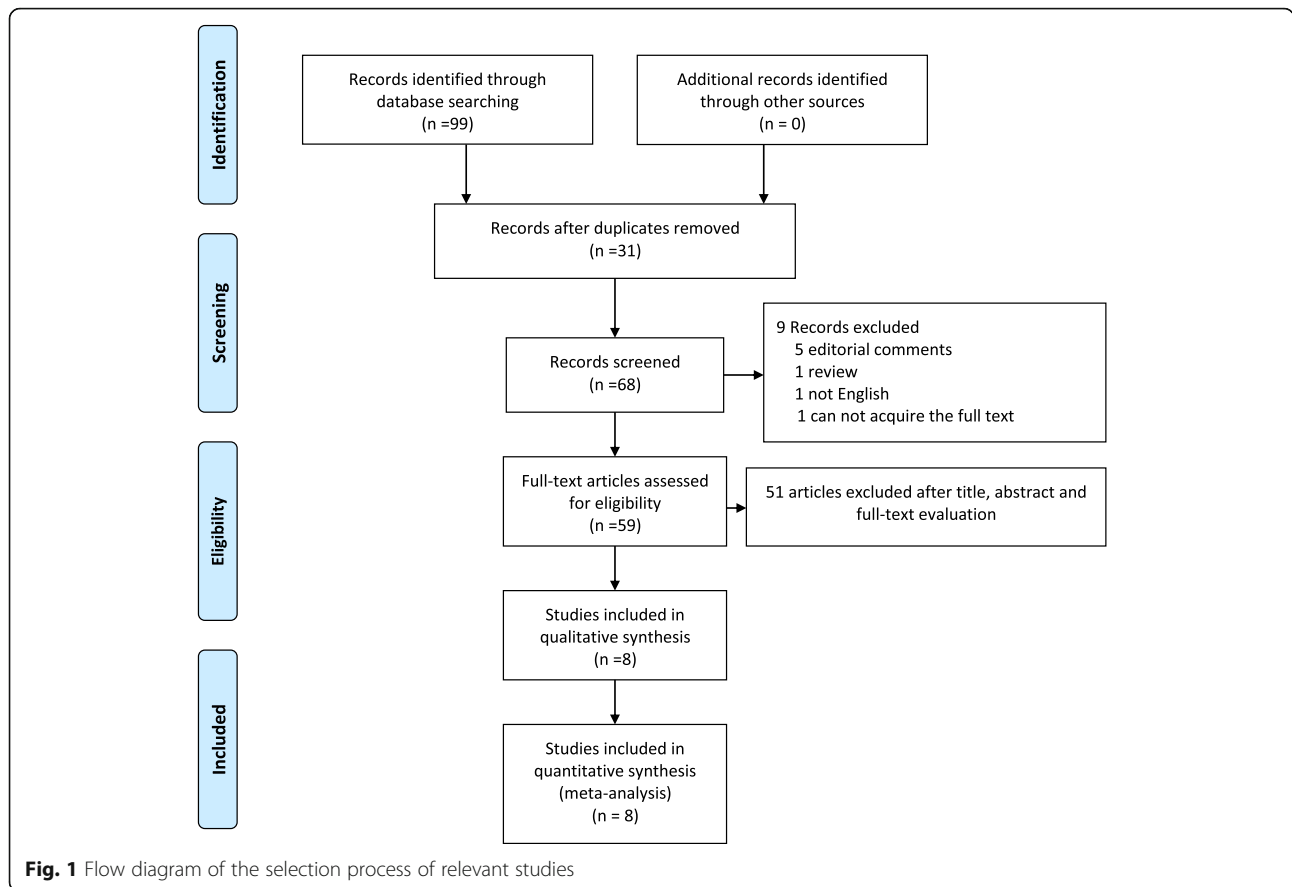 Identification
Records identified through
database searching
(n =99)
Additional records identified
through other sources
(n = 0)
Screening
Records after duplicates removed
(n =31)
Records screened
(n =68)
9 Records excluded
5 editorial comments
1 review
1 not English
1 can not acquire the full text
Eligibility
Full-text articles assessed
for eligibility
(n =59)
51 articles excluded after title, abstract and
full-text evaluation
Studies included in
qualitative synthesis
(n =8)
Included
Studies included in
quantitative synthesis
(meta-analysis)
(n = 8)
Fig. 1 Flow diagram of the selection process of relevant studies